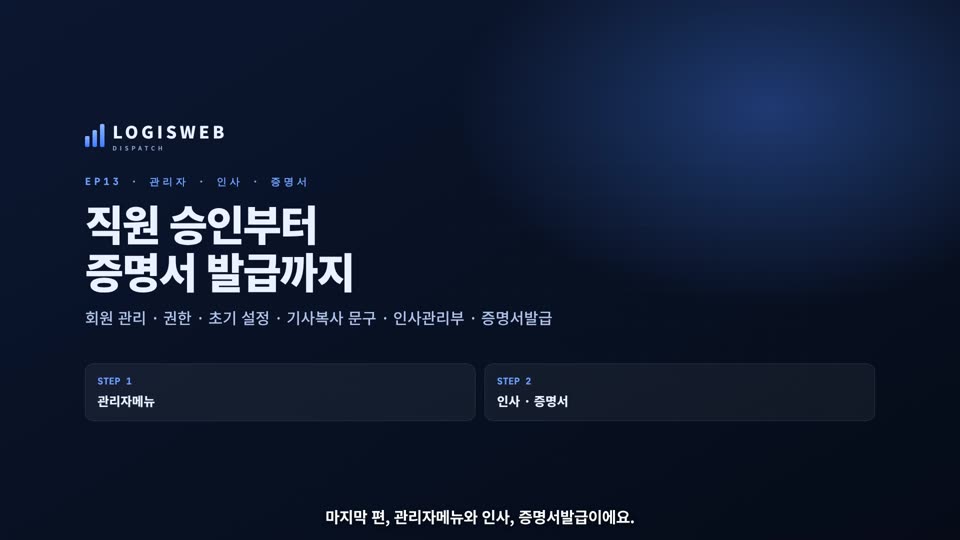 LOGISWEB
DISPATCH
EP13 · 관리자 · 인사 · 증명서
직원 승인부터
증명서 발급까지
회원 관리 · 권한 · 초기 설정 · 기사복사 문구 · 인사관리부 · 증명서발급
STEP 1
관리자메뉴
STEP 2
인사 · 증명서
마지막 편, 관리자메뉴와 인사, 증명서발급이에요.